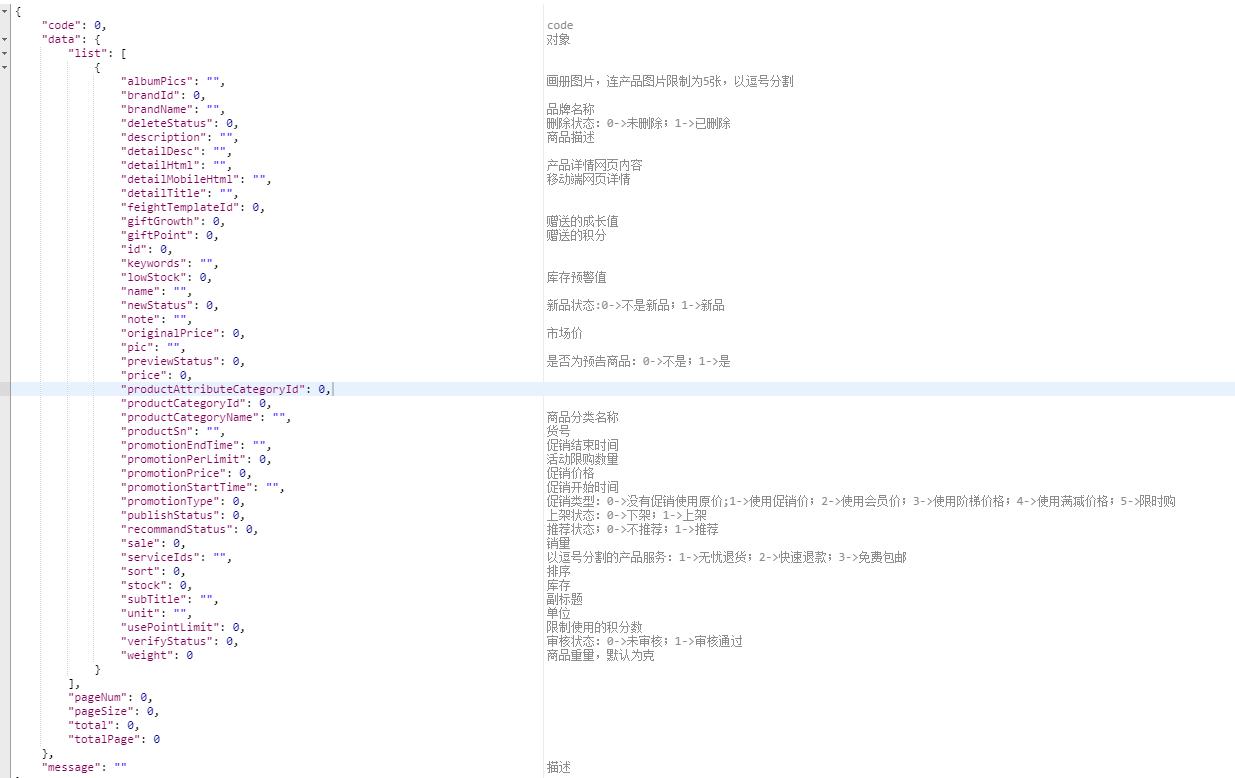 {
"code": 0, code
"data": { 对象
"list": [
{
"albumPics": "", 画册图片，连产品图片限制为5张，以逗号分割
"brandId": 0,
"brandName": "", 品牌名称
"deleteStatus": 0, 删除状态：0->未删除；1->已删除
"description": "", 商品描述
"detailDesc": "",
"detailHtml": "", 产品详情网页内容
"detailMobileHtml": "", 移动端网页详情
"detailTitle": "",
"feightTemplateId": 0,
"giftGrowth": 0, 赠送的成长值
"giftPoint": 0, 赠送的积分
"id": 0,
"keywords": "",
"lowStock": 0, 库存预警值
"name": "",
"newStatus": 0, 新品状态:0->不是新品；1->新品
"note": "",
"originalPrice": 0, 市场价
"pic": "",
"previewStatus": 0, 是否为预告商品：0->不是；1->是
"price": 0,
"productAttributeCategoryId": 0,
"productCategoryId": 0,
"productCategoryName": "", 商品分类名称
"productSn": "", 货号
"promotionEndTime": "", 促销结束时间
"promotionPerLimit": 0, 活动限购数量
"promotionPrice": 0, 促销价格
"promotionStartTime": "", 促销开始时间
"promotionType": 0, 促销类型：0->没有促销使用原价;1->使用促销价；2->使用会员价；3->使用阶梯价格；4->使用满减价格；5->限时购
"publishStatus": 0, 上架状态：0->下架；1->上架
"recommandStatus": 0, 推荐状态；0->不推荐；1->推荐
"sale": 0, 销量
"serviceIds": "", 以逗号分割的产品服务：1->无忧退货；2->快速退款；3->免费包邮
"sort": 0, 排序
"stock": 0, 库存
"subTitle": "", 副标题
"unit": "", 单位
"usePointLimit": 0, 限制使用的积分数
"verifyStatus": 0, 审核状态：0->未审核；1->审核通过
"weight": 0 商品重量，默认为克
}
],
"pageNum": 0,
"pageSize": 0,
"total": 0,
"totalPage": 0
},
"message": "" 描述